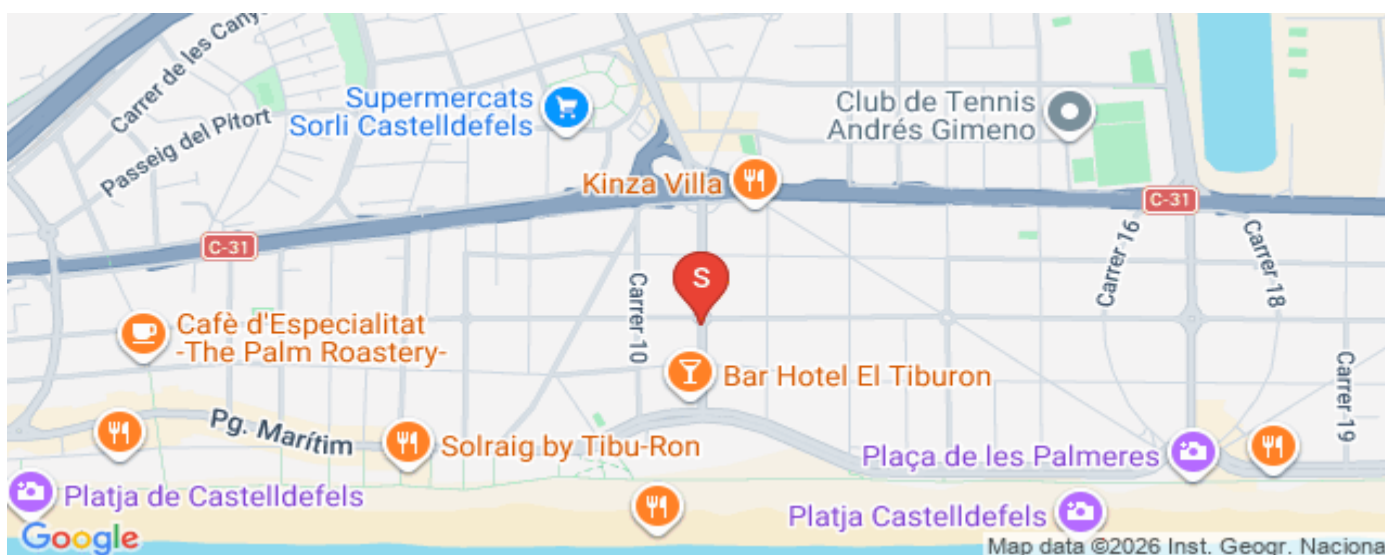 Carrer de les Cany
Passeig del Pitort
Supermercats
Sorli Castelldefels
Club de Tennis
Andrés Gimeno
Kinza Villa
C-31
C-31
Carrer 16
Carrer 18
Carrer 10
S
Cafè d'Especialitat
-The Palm Roastery-
Bar Hotel El Tiburon
Carrer 19
Pg. Marítim
Solraig by Tibu-Ron
Plaça de les Palmeres
Platja de Castelldefels
Platja Castelldefels
Google
Map data ©2026 Inst. Geogr. Naciona